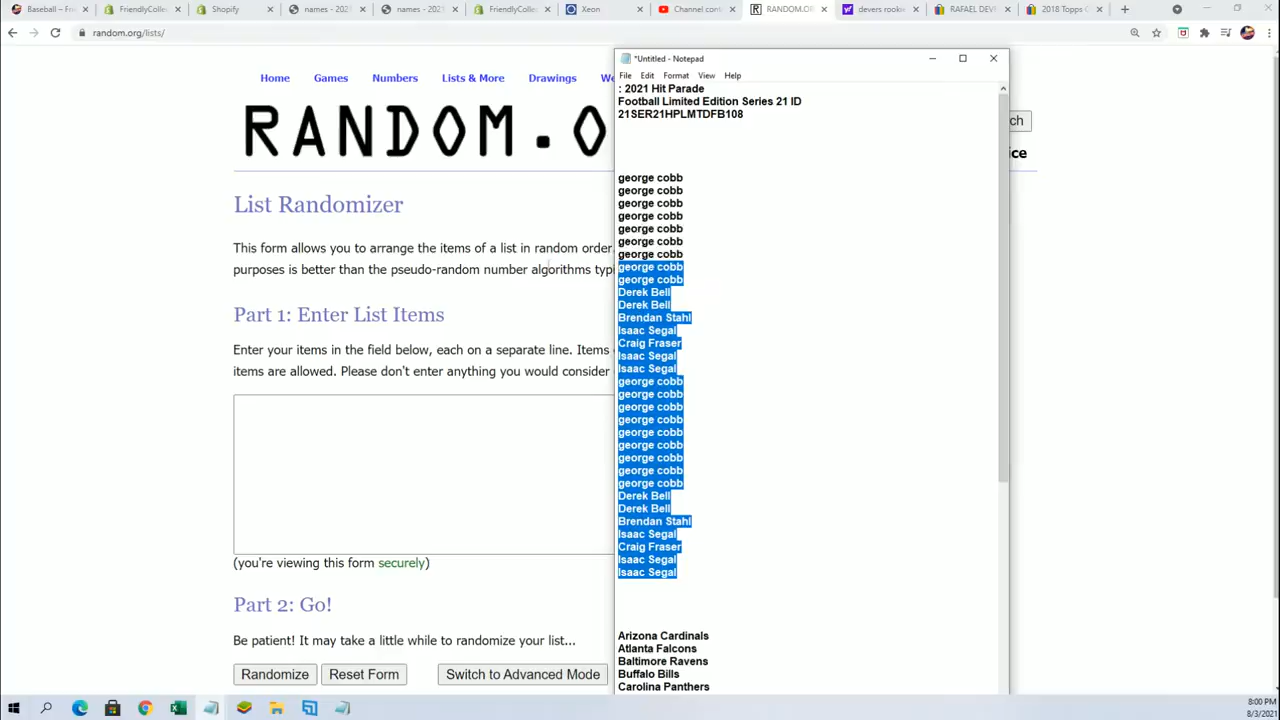 Baseball – F
FriendlyColle
Shopify
names - 202
names - 202
FriendlyColle
Xeon
Channel con
RANDOM.O
devers rookie
RAFAEL DEV
2018 Topps C
random.org/lists/
*Untitled - Notepad
File Edit Format View Help
Home Games Numbers Lists & More Drawings
RANDOM.O
ch
ice
: 2021 Hit Parade
Football Limited Edition Series 21 ID
21SER21HPLMTDFB108
List Randomizer
This form allows you to arrange the items of a list in random order.
purposes is better than the pseudo-random number algorithms typi
Part 1: Enter List Items
Enter your items in the field below, each on a separate line. Items
items are allowed. Please don't enter anything you would consider
(you're viewing this form securely)
Part 2: Go!
Be patient! It may take a little while to randomize your list...
Randomize Reset Form Switch to Advanced Mode
george cobb
george cobb
george cobb
george cobb
george cobb
george cobb
george cobb
george cobb
george cobb
Derek Bell
Derek Bell
Brendan Stahl
Isaac Segal
Craig Fraser
Isaac Segal
Isaac Segal
george cobb
george cobb
george cobb
george cobb
george cobb
george cobb
george cobb
george cobb
george cobb
Derek Bell
Derek Bell
Brendan Stahl
Isaac Segal
Craig Fraser
Isaac Segal
Isaac Segal
Arizona Cardinals
Atlanta Falcons
Baltimore Ravens
Buffalo Bills
Carolina Panthers
8:00 PM
8/3/2021